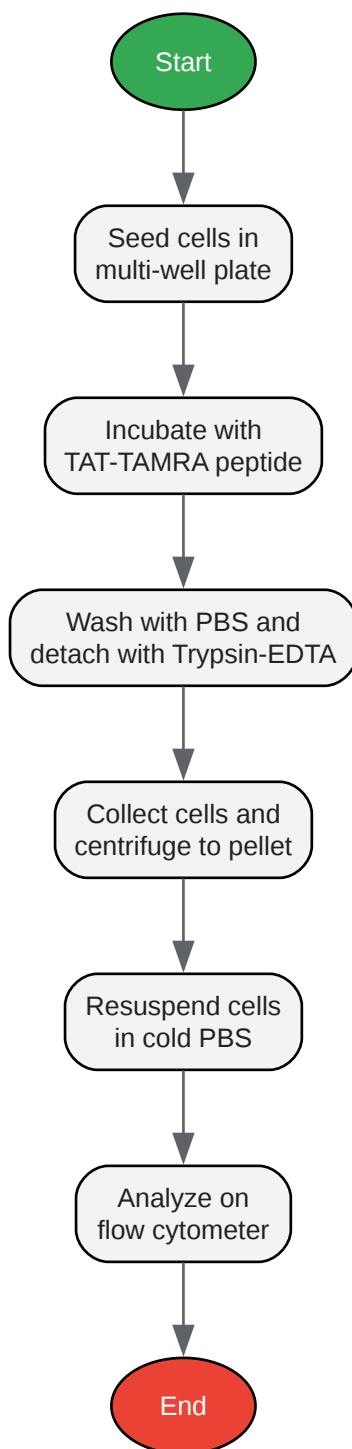 Start
Seed cells in
multi-well plate
Incubate with
TAT-TAMRA peptide
Wash with PBS and
detach with Trypsin-EDTA
Collect cells and
centrifuge to pellet
Resuspend cells
in cold PBS
Analyze on
flow cytometer
End